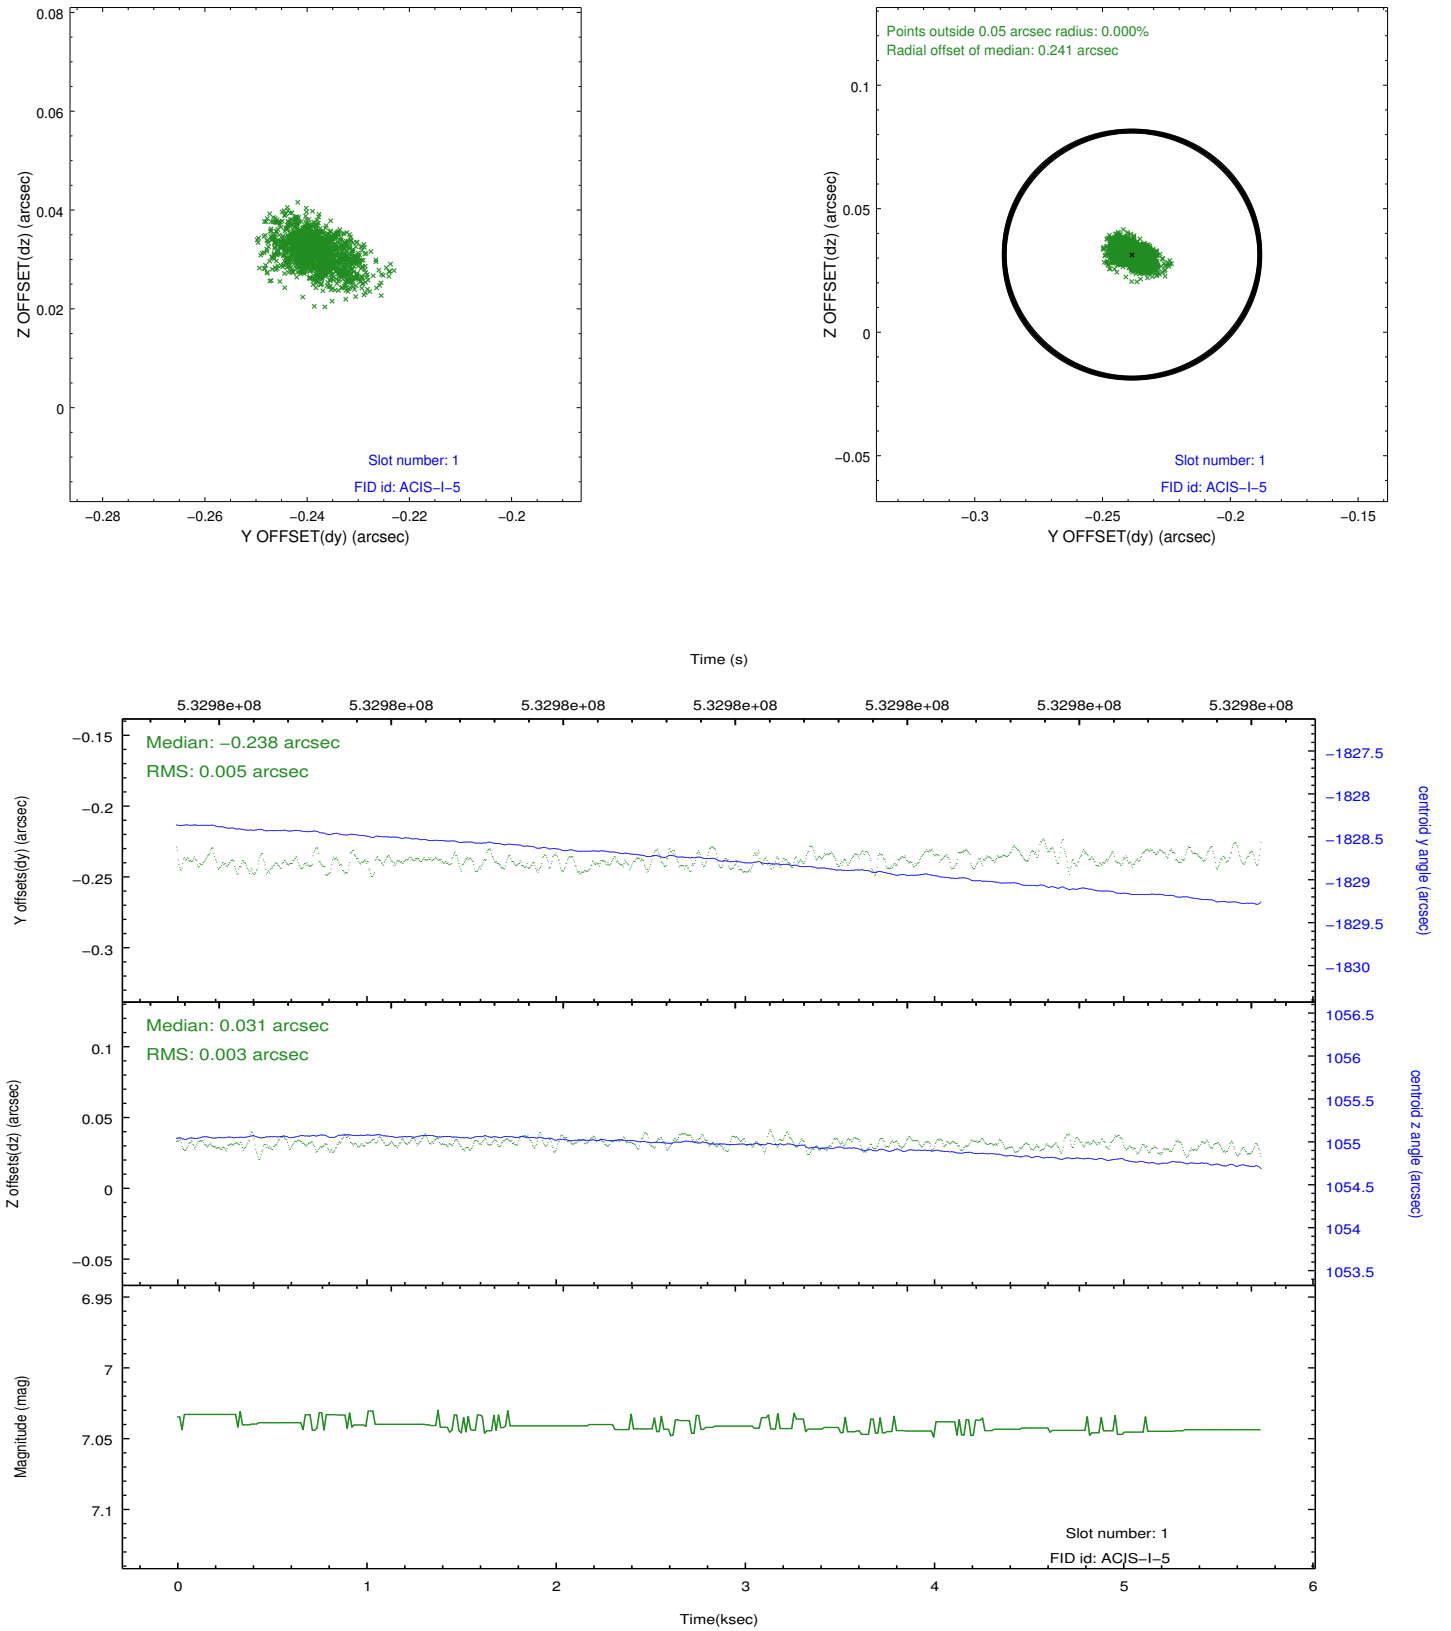 0.08
0.06
0.04
0.02
0
Z OFFSET(dz) (arcsec)
Slot number: 1
FID id: ACIS−I−5
−0.28
−0.26
−0.24
−0.22
−0.2
Y OFFSET(dy) (arcsec)
Points outside 0.05 arcsec radius: 0.000%
Radial offset of median: 0.241 arcsec
0.1
0.05
0
−0.05
Z OFFSET(dz) (arcsec)
Slot number: 1
FID id: ACIS−I−5
−0.3
−0.25
−0.2
−0.15
Y OFFSET(dy) (arcsec)
Time (s)
5.3298e+08
5.3298e+08
5.3298e+08
5.3298e+08
5.3298e+08
5.3298e+08
5.3298e+08
Median: −0.238 arcsec
RMS: 0.005 arcsec
−0.15
−0.2
−0.25
−0.3
Y offsets(dy) (arcsec)
−1827.5
−1828
−1828.5
−1829
−1829.5
−1830
centroid y angle (arcsec)
Median: 0.031 arcsec
RMS: 0.003 arcsec
0.1
0.05
0
−0.05
Z offsets(dz) (arcsec)
1056.5
1056
1055.5
1055
1054.5
1054
1053.5
centroid z angle (arcsec)
6.95
7
7.05
7.1
Magnitude (mag)
Slot number: 1
FID id: ACIS−I−5
0
1
2
3
4
5
6
Time(ksec)